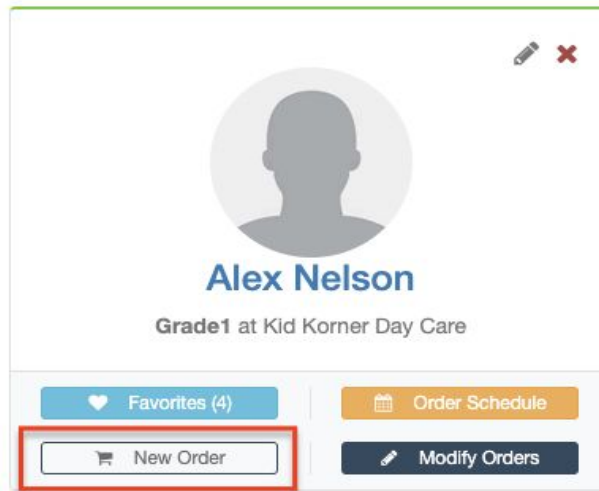 Alex Nelson
Grade1 at Kid Korner Day Care
Favorites (4)
Order Schedule
New Order
Modify Orders